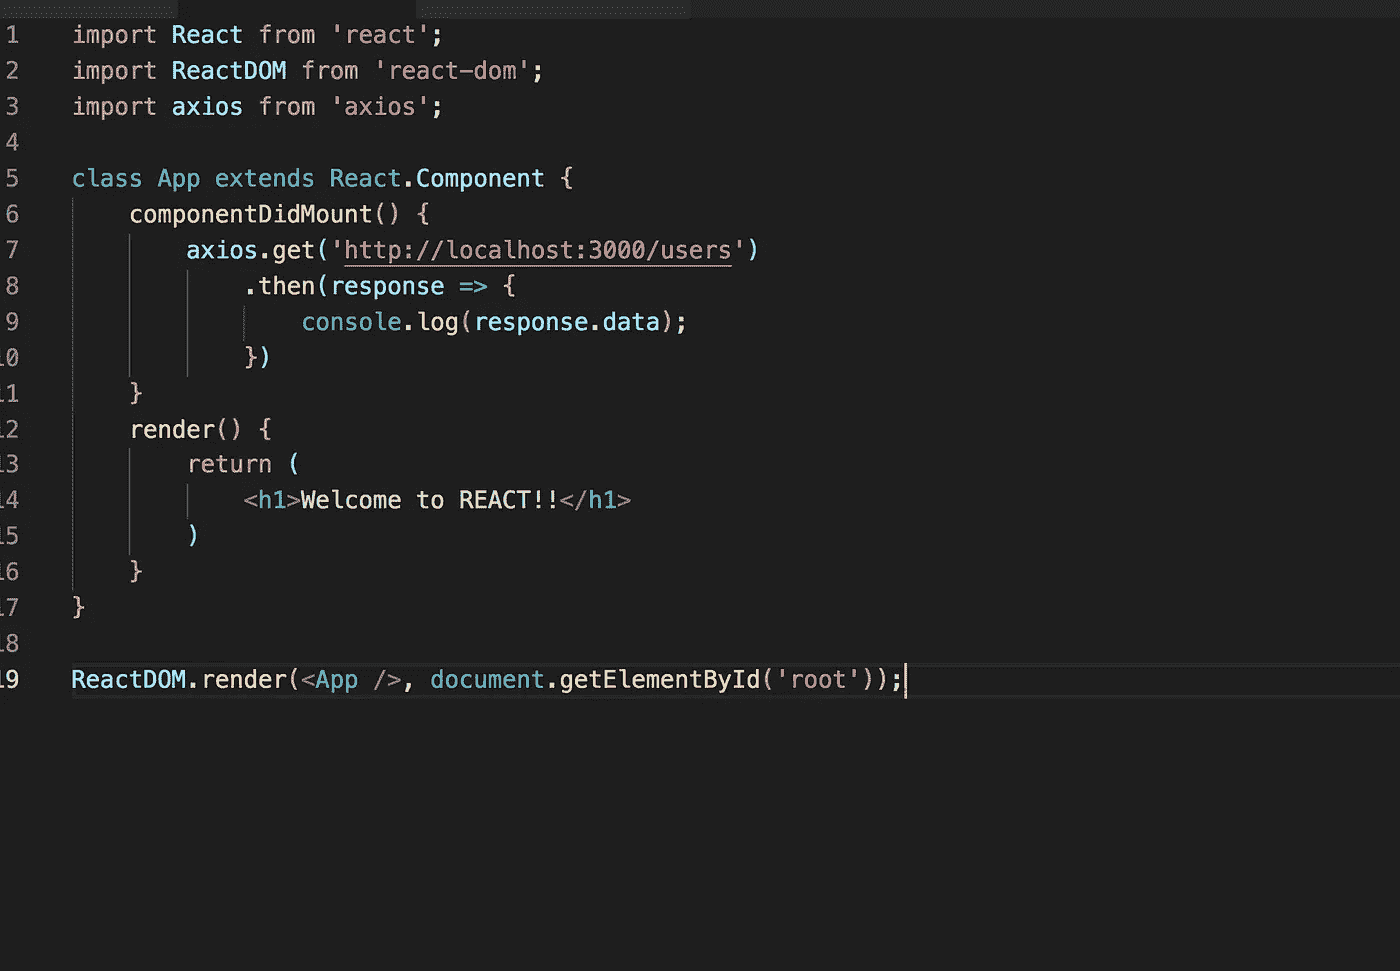 1 import React from 'react';
2 import ReactDOM from 'react-dom';
3 import axios from 'axios';
4
5 class App extends React.Component {
6 componentDidMount() {
7 axios.get('http://localhost:3000/users')
8 .then(response => {
9 console.log(response.data);
10 })
11 }
12 render() {
13 return (
14 <h1>Welcome to REACT!!</h1>
15 )
16 }
17 }
18
19 ReactDOM.render(<App />, document.getElementById('root'));